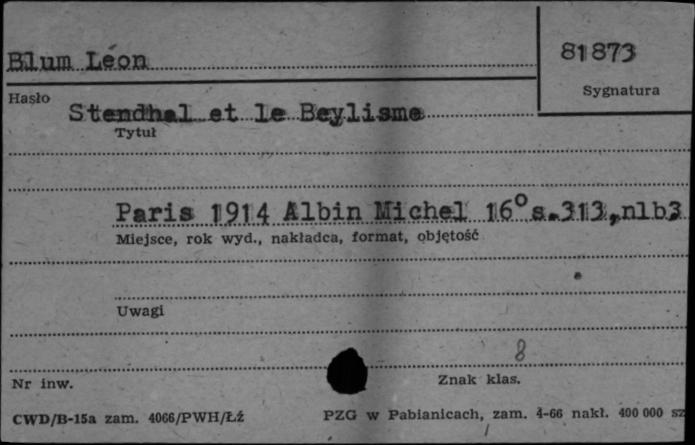 Blum Léon
81873
Hasło
Sygnatura
Stendhal et le Beylisme
Tytuł
Paris 1914 Albin Michel 16° s.313,nlb3
Miejsce, rok wyd., nakładca, format, objętość
Uwagi
8
Nr inw.
Znak klas.
CWD/B-15a zam. 4066/PWH/Łź
PZG w Pabianicach, zam. 4-66 nakł. 400 000 sz